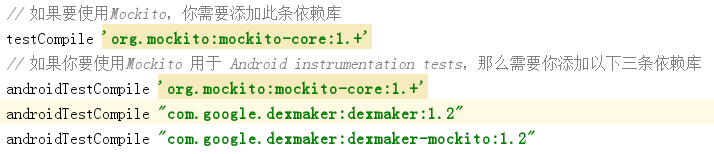 // 如果要使用Mockito，你需要添加此条依赖库
testCompile 'org.mockito:mockito-core:1.+'
// 如果你要使用Mockito 用于 Android instrumentation tests，那么需要你添加以下三条依赖库
androidTestCompile 'org.mockito:mockito-core:1.+'
androidTestCompile "com.google.dexmaker:dexmaker:1.2"
androidTestCompile "com.google.dexmaker:dexmaker-mockito:1.2"